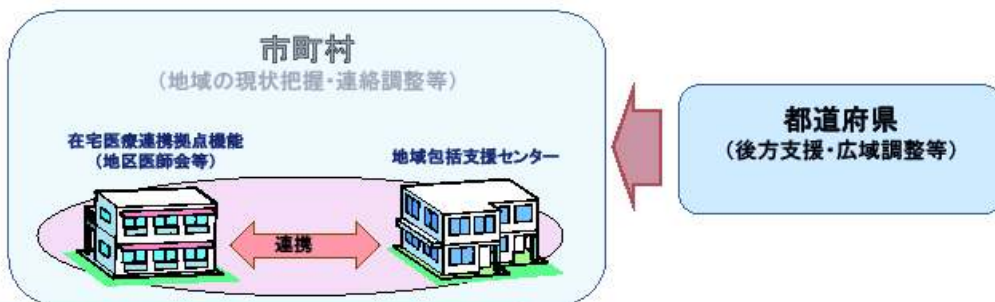 市町村
(地域の現状把握・連絡調整等)
在宅医療連携拠点機能
(地区医師会等)
地域包括支援センター
連携
都道府県
(後方支援・広域調整等)